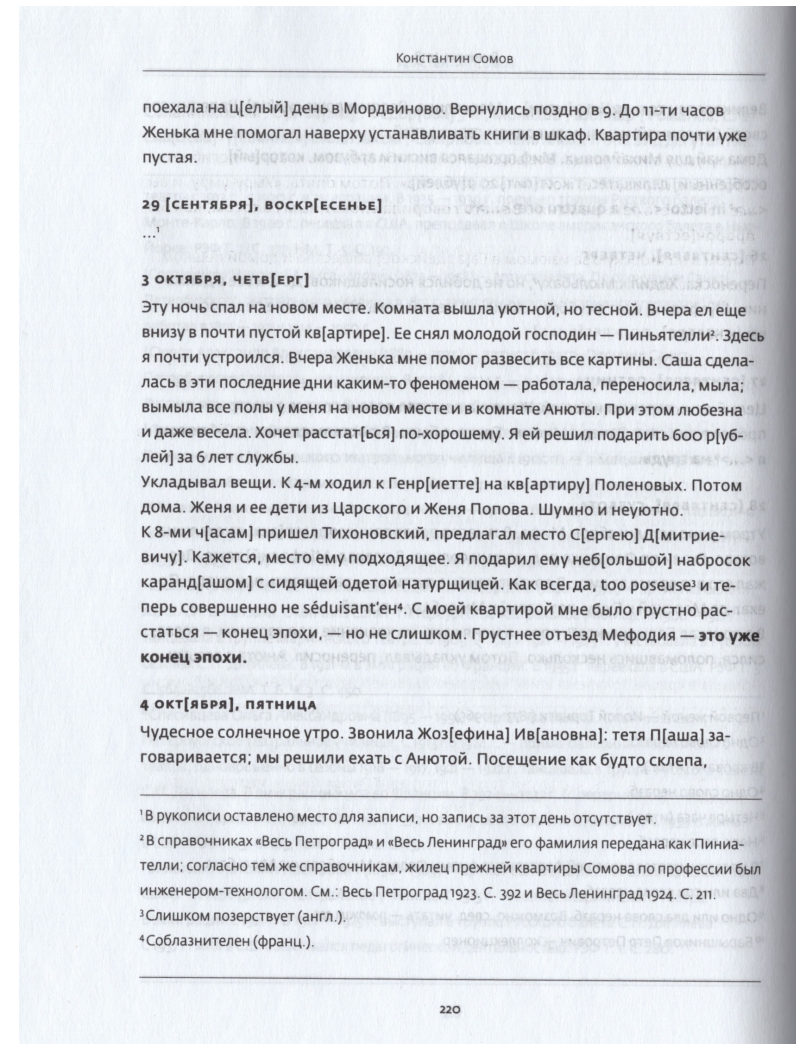 Константин Сомов
поехала на ц[елый] день в Мордвиново. Вернулись поздно в 9. До 11-ти часов
Женька мне помогал наверху устанавливать книги в шкаф. Квартира почти уже
пустая.
29 [СЕНТЯБРЯ], ВОСКР[ЕСЕНЬЕ]
...¹
3 ОКТЯБРЯ, ЧЕТВ[ЕРГ]
Эту ночь спал на новом месте. Комната вышла уютной, но тесной. Вчера ел еще
внизу в почти пустой кв[артире]. Ее снял молодой господин — Пиньятелли². Здесь
я почти устроился. Вчера Женька мне помог развесить все картины. Саша сдела-
лась в эти последние дни каким-то феноменом — работала, переносила, мыла;
вымыла все полы у меня на новом месте и в комнате Анюты. При этом любезна
и даже весела. Хочет расстат[ься] по-хорошему. Я ей решил подарить 600 р[уб-
лей] за 6 лет службы.
Укладывал вещи. К 4-м ходил к Генр[иетте] на кв[артиру] Поленовых. Потом
дома. Женя и ее дети из Царского и Женя Попова. Шумно и неуютно.
К 8-ми ч[асам] пришел Тихоновский, предлагал место С[ергею] Д[митрие-
вичу]. Кажется, место ему подходящее. Я подарил ему неб[ольшой] набросок
каранд[ашом] с сидящей одетой натурщицей. Как всегда, too poseuse³ и те-
перь совершенно не séduisant'ен⁴. С моей квартирой мне было грустно рас-
статься — конец эпохи, — но не слишком. Грустнее отъезд Мефодия — это уже
конец эпохи.
4 ОКТ[ЯБРЯ], ПЯТНИЦА
Чудесное солнечное утро. Звонила Жоз[ефина] Ив[ановна]: тетя П[аша] за-
говаривается; мы решили ехать с Анютой. Посещение как будто склепа,
¹ В рукописи оставлено место для записи, но запись за этот день отсутствует.
² В справочниках «Весь Петроград» и «Весь Ленинград» его фамилия передана как Пиниа-
телли; согласно тем же справочникам, жилец прежней квартиры Сомова по профессии был
инженером-технологом. См.: Весь Петроград 1923. С. 392 и Весь Ленинград 1924. С. 211.
³ Слишком позерствует (англ.).
⁴ Соблазнителен (франц.).
220